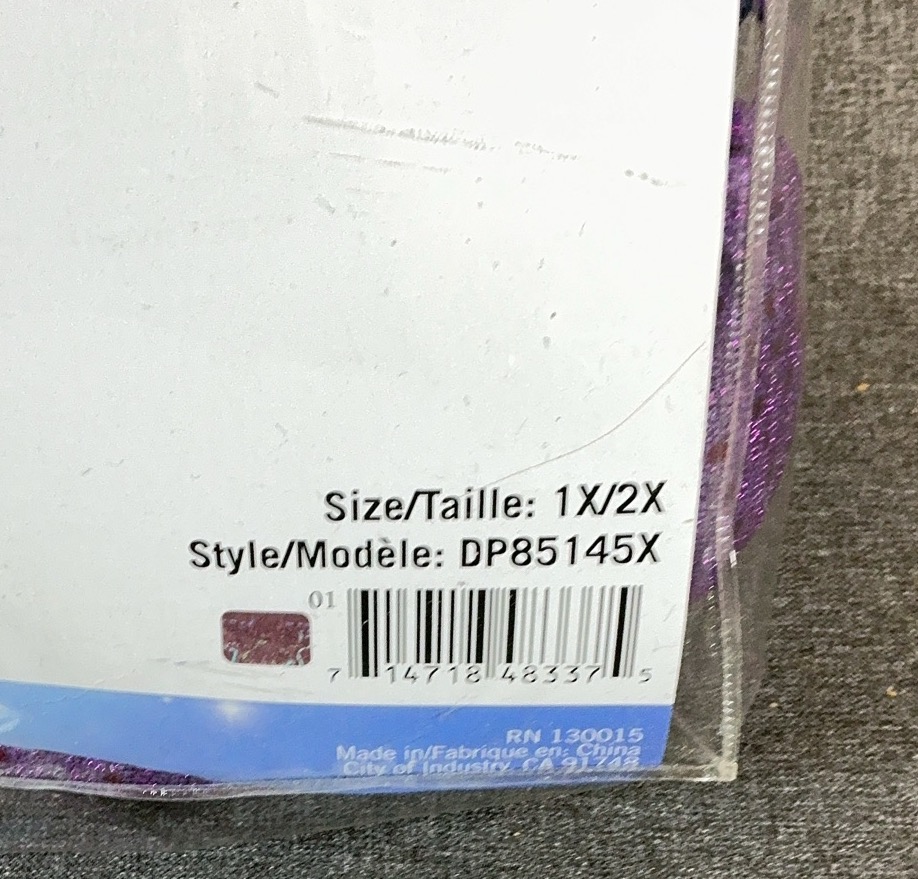 Size/Taille: 1X/2X
Style/Modèle: DP85145X
01
7 14718 48337 5
RN 130015
Made in/Fabrique en: China
City of Industry, CA 91748